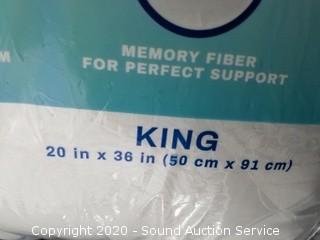 M
MEMORY FIBER
FOR PERFECT SUPPORT
KING
20 in x 36 in (50 cm x 91 cm)
Copyright 2020 - Sound Auction Service